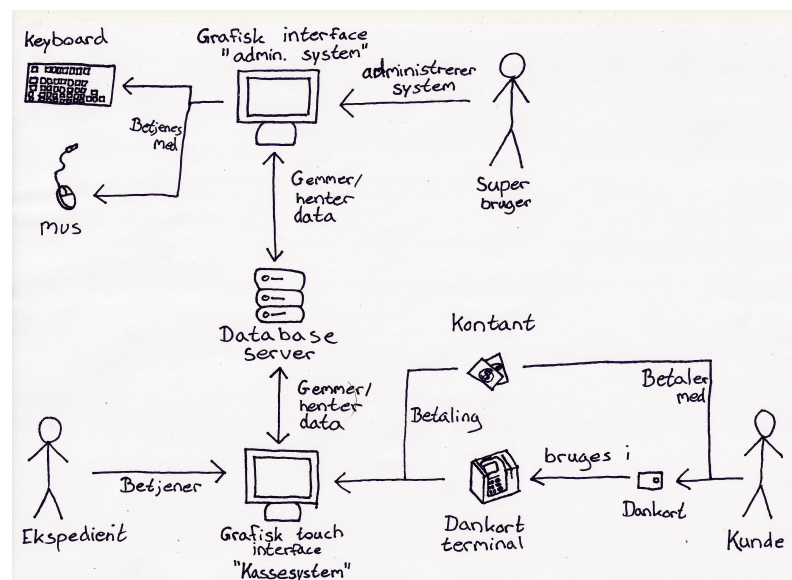 Keyboard
Grafisk interface
"admin. system"
administrerer
system
Betjenes
med
Super
bruger
Gemmer/
henter
data
Mus
Database
server
Kontant
Gemmer/
henter
data
Betaling
Betaler
med
bruges i
Betjener
Ekspedient
Grafisk touch
interface
"Kassesystem"
Dankort
terminal
Dankort
Kunde